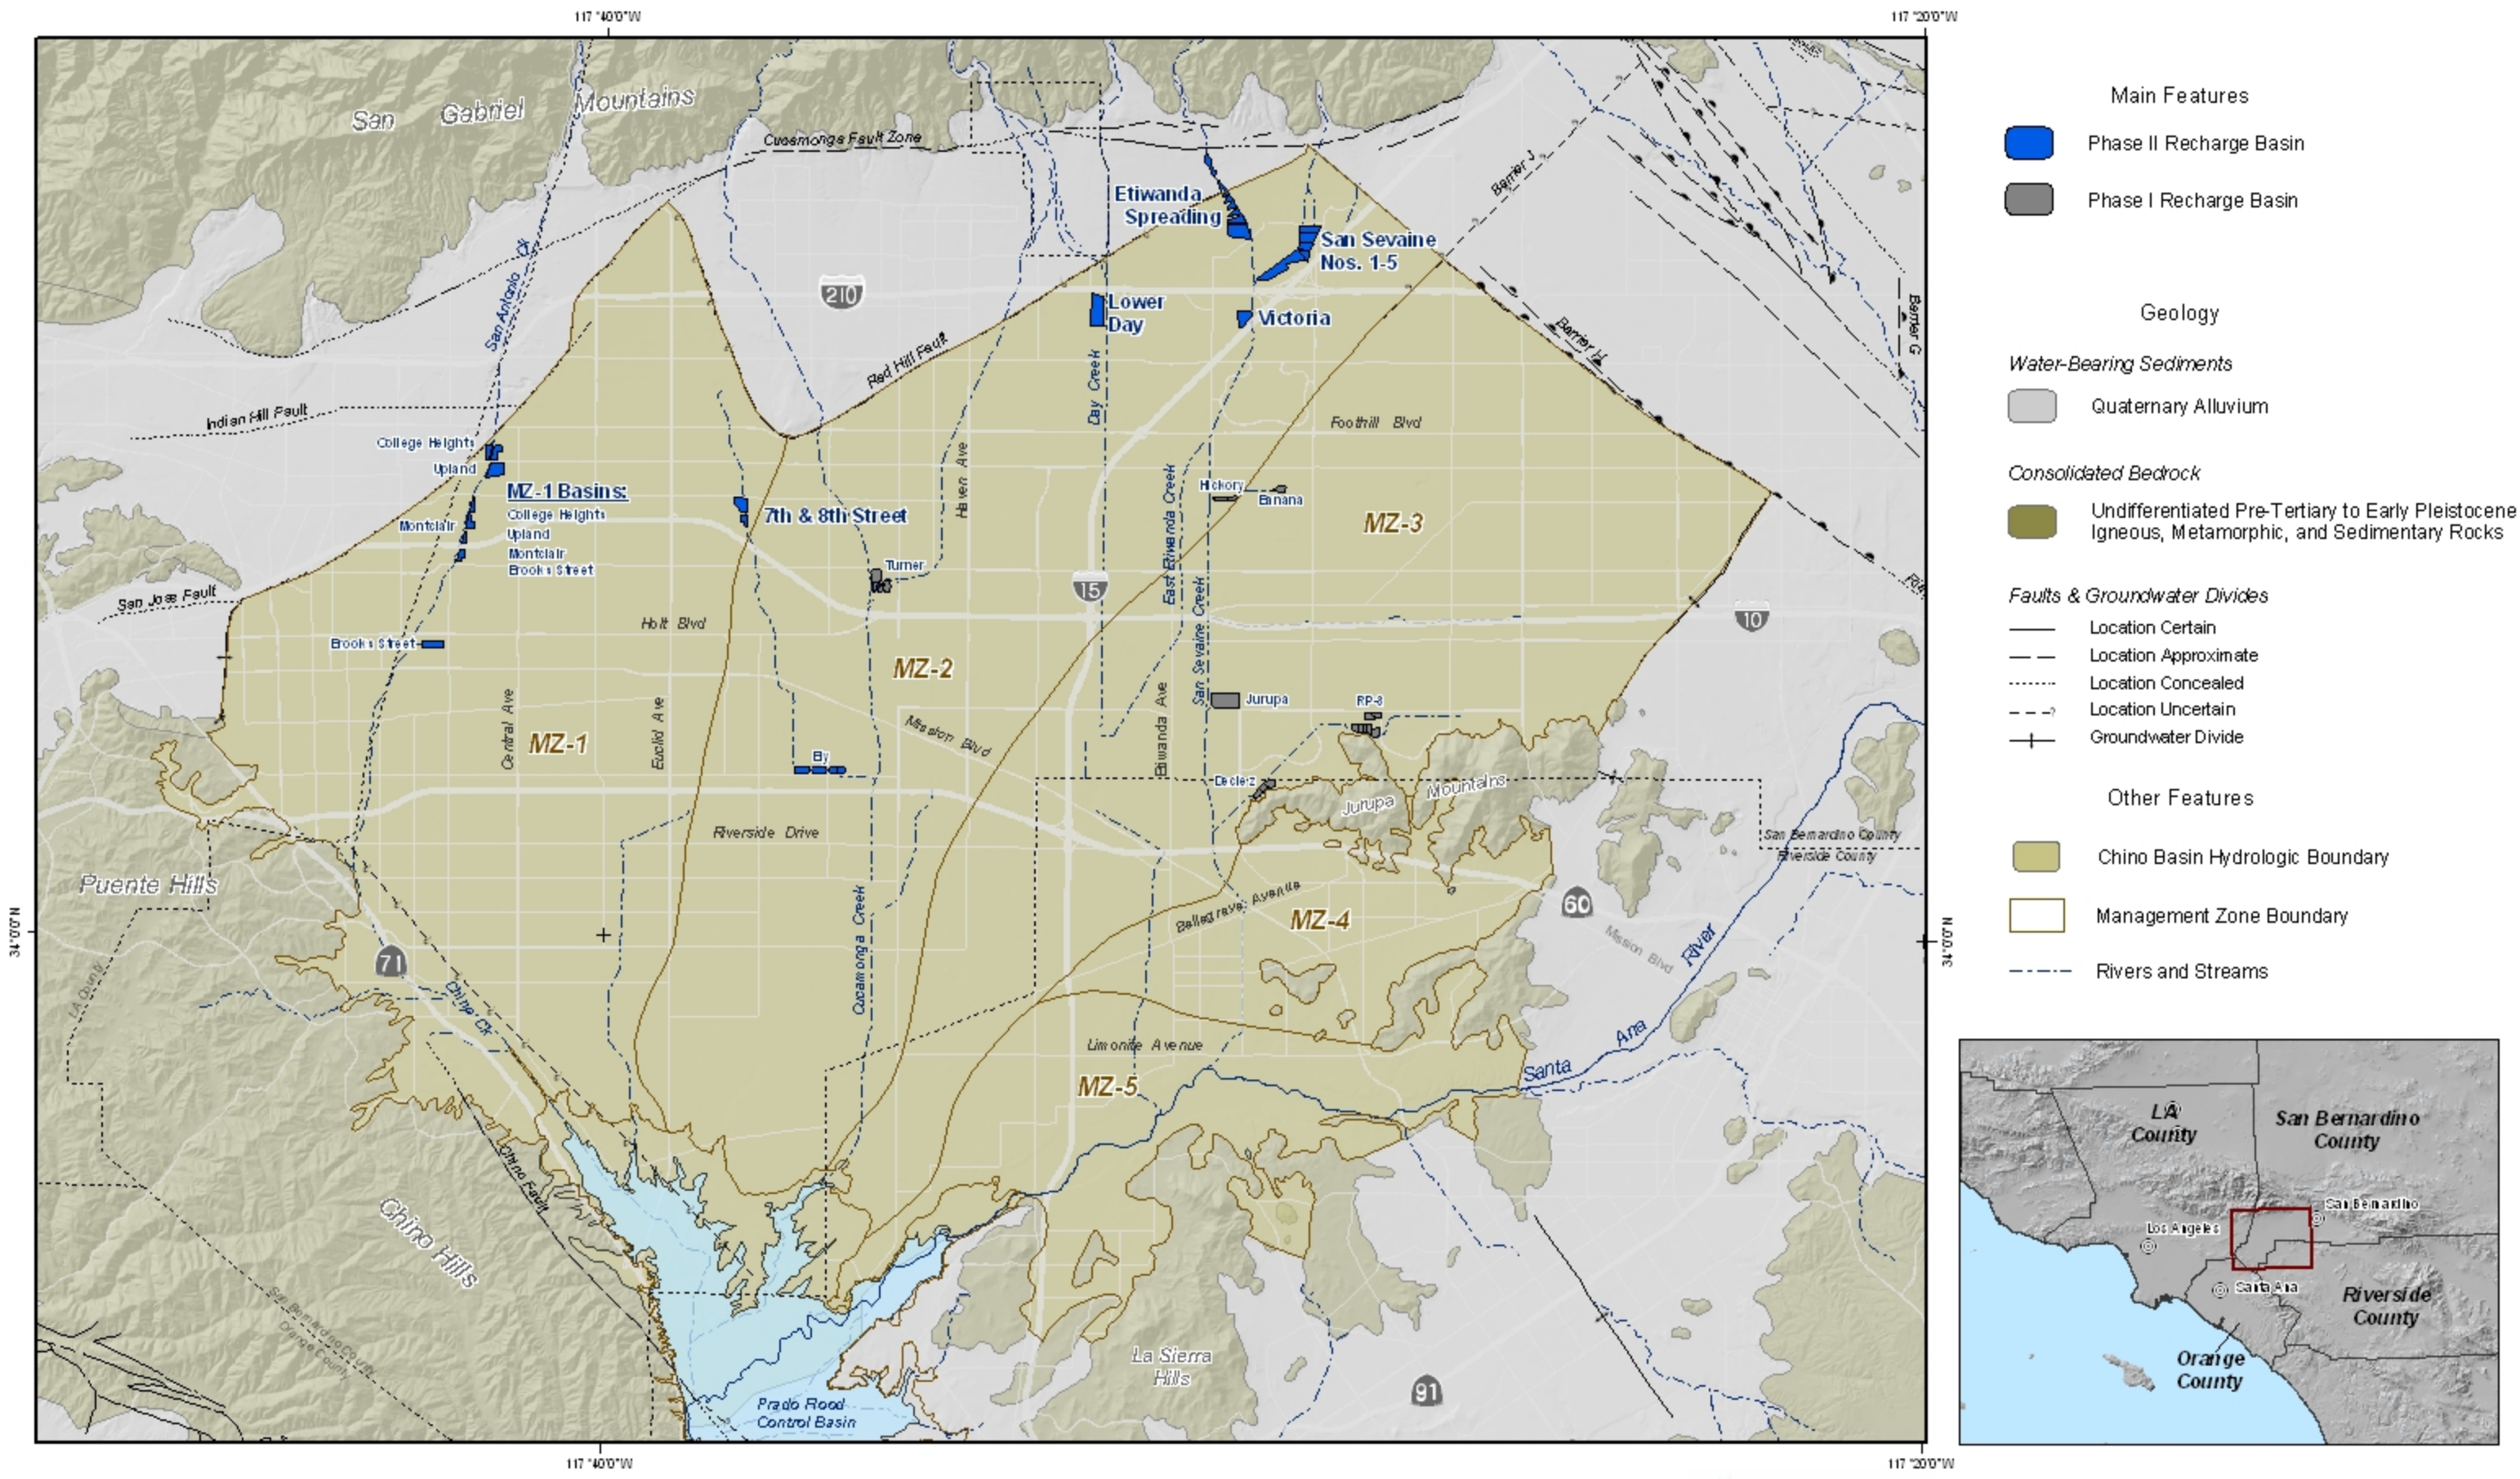 117°40'0"W
117°20'0"W
San Gabriel Mountains
Cucamonga Fault Zone
Etiwanda
Spreading
San Sevaine
Nos. 1-5
Barrier J
210
Lower
Day
Victoria
San Antonio Ck
Red Hill Fault
Barrier H
Barrier G
Indian Hill Fault
Day Creek
Foothill Blvd
College Heights
Upland
MZ-1 Basins:
College Heights
Upland
Montclair
Brooks Street
Montclair
7th & 8th Street
Haven Ave
East Etiwanda Creek
Hickory
Banana
MZ-3
Turner
15
San Jose Fault
Holt Blvd
San Sevaine Creek
10
Brooks Street
MZ-2
Central Ave
Euclid Ave
Etiwanda Ave
Jurupa
RP-3
MZ-1
Mission Blvd
Ely
Declez
Jurupa Mountains
Riverside Drive
San Bernardino County
Riverside County
Puente Hills
Cucamonga Creek
Bellegrave Avenue
MZ-4
60
Mission Blvd
34°0'0"N
34°0'0"N
71
LA County
Chino Ck
Limonite Avenue
MZ-5
Santa Ana River
Chino Fault
Chino Hills
San Bernardino County
Orange County
La Sierra
Hills
91
Prado Flood
Control Basin
117°40'0"W
117°20'0"W
Main Features
Phase II Recharge Basin
Phase I Recharge Basin
Geology
Water-Bearing Sediments
Quaternary Alluvium
Consolidated Bedrock
Undifferentiated Pre-Tertiary to Early Pleistocene
Igneous, Metamorphic, and Sedimentary Rocks
Faults & Groundwater Divides
Location Certain
Location Approximate
Location Concealed
Location Uncertain
Groundwater Divide
Other Features
Chino Basin Hydrologic Boundary
Management Zone Boundary
Rivers and Streams
LA
County
San Bernardino
County
San Bernardino
Los Angeles
Santa Ana
Riverside
County
Orange
County